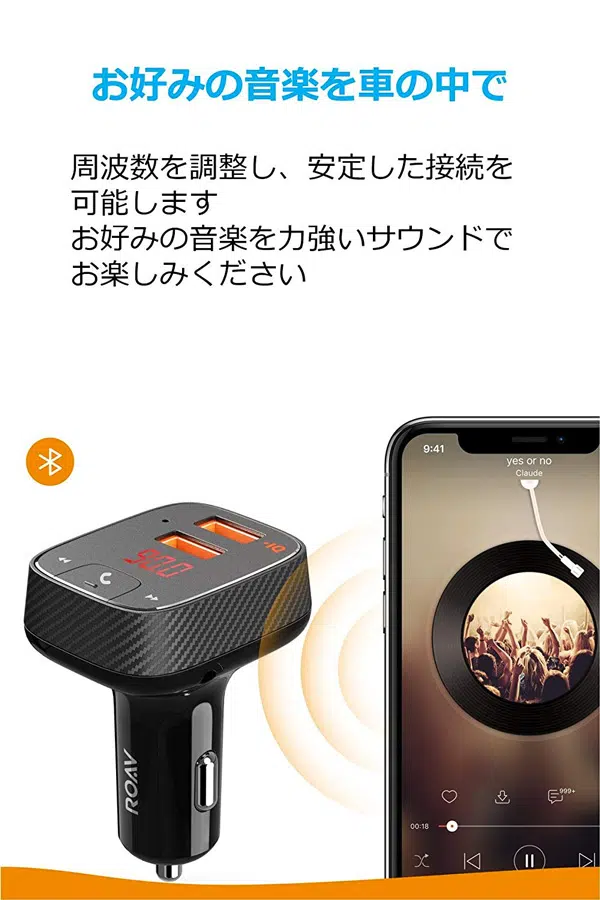 お好みの音楽を車の中で
周波数を調整し、安定した接続を
可能します
お好みの音楽を力強いサウンドで
お楽しみください
9:41
yes or no
Claude
90.0
IQ
ROAV
999+
00:18